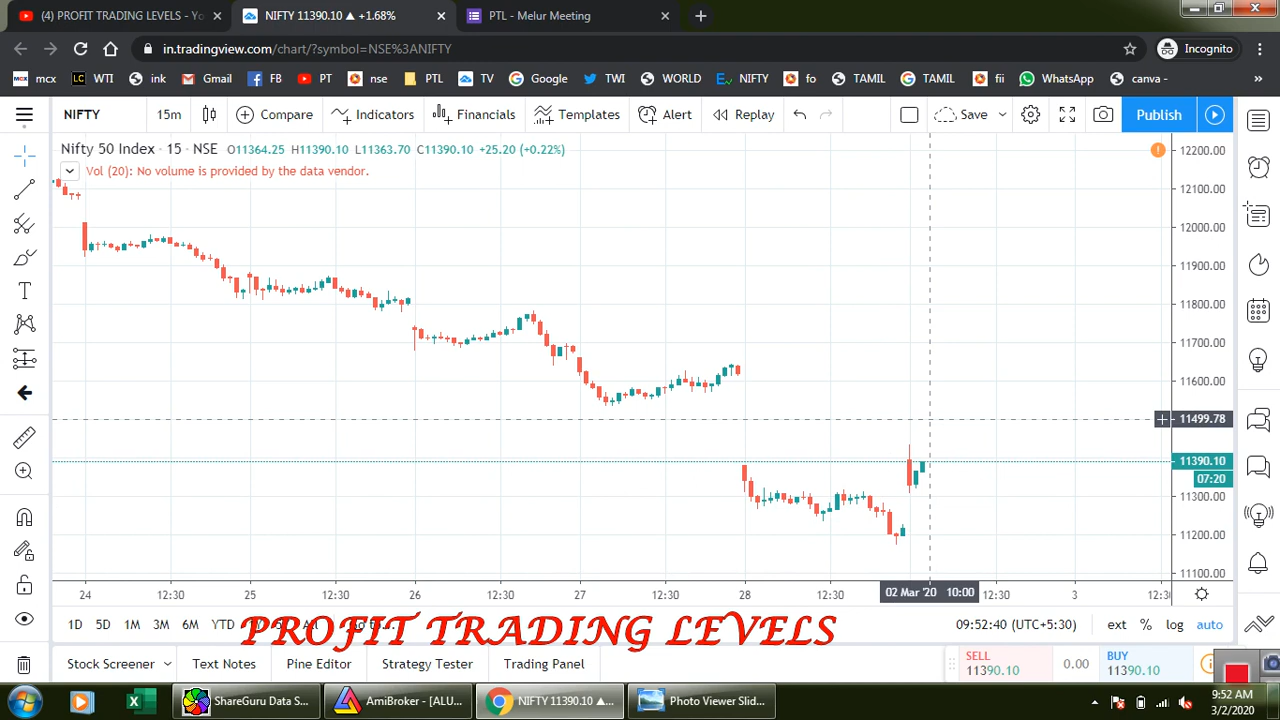 (4) PROFIT TRADING LEVELS - Yo
NIFTY 11390.10 ▲ +1.68%
PTL - Melur Meeting
in.tradingview.com/chart/?symbol=NSE%3ANIFTY
Incognito
mcx WTI ink Gmail FB PT nse PTL TV Google TWI WORLD NIFTY fo TAMIL TAMIL fii WhatsApp canva - »
NIFTY 15m Compare Indicators Financials Templates Alert Replay Save Publish
Nifty 50 Index · 15 · NSE O11364.25 H11390.10 L11363.70 C11390.10 +25.20 (+0.22%)
Vol (20): No volume is provided by the data vendor.
12200.00
12100.00
12000.00
11900.00
11800.00
11700.00
11600.00
11499.78
11390.10
07:20
11300.00
11200.00
11100.00
24 12:30 25 12:30 26 12:30 27 12:30 28 12:30 02 Mar '20 10:00 12:30 3 12:30
1D 5D 1M 3M 6M YTD
09:52:40 (UTC+5:30) ext % log auto
PROFIT TRADING LEVELS
Stock Screener Text Notes Pine Editor Strategy Tester Trading Panel
SELL
11390.10
0.00
BUY
11390.10
ShareGuru Data S...
AmiBroker - [ALU...
NIFTY 11390.10 ▲...
Photo Viewer Slid...
9:52 AM
3/2/2020